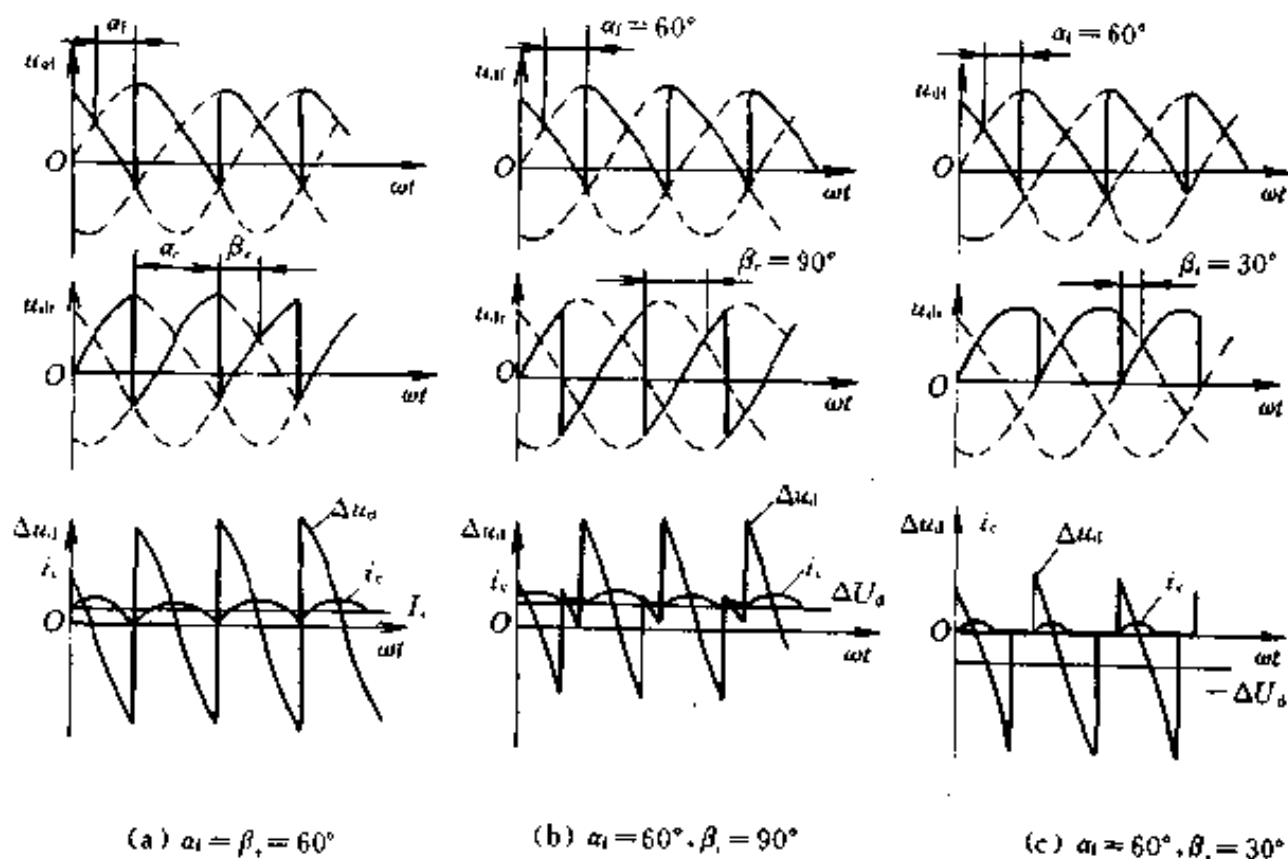 α_f
α_f = 60°
α_f = 60°
u_df
u_df
u_df
O
ωt
O
ωt
O
ωt
α_r
β_r
β_r = 90°
β_r = 30°
u_dr
u_dr
u_dr
O
ωt
O
ωt
O
ωt
Δu_d
i_c
Δu_d
i_c
I_c
O
ωt
Δu_d
i_c
Δu_d
i_c
ΔU_d
O
ωt
Δu_d
i_c
Δu_d
i_c
O
ωt
-ΔU_d
(a) α_f = β_r = 60°
(b) α_f = 60°, β_r = 90°
(c) α_f = 60°, β_r = 30°